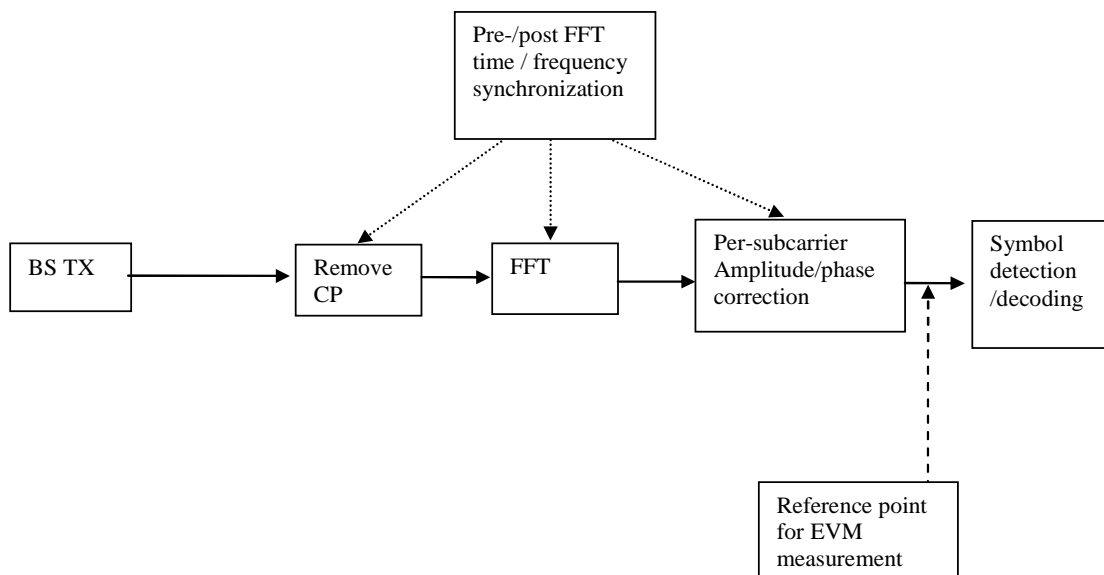 Pre-/post FFT
time / frequency
synchronization
BS TX
Remove
CP
FFT
Per-subcarrier
Amplitude/phase
correction
Symbol
detection
/decoding
Reference point
for EVM
measurement